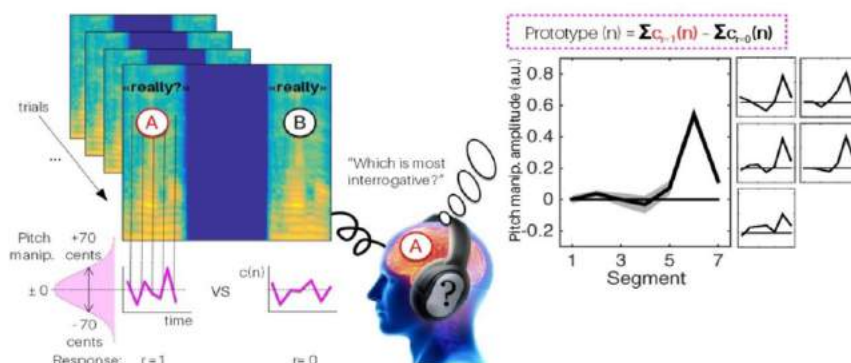 Prototype (n) = Σc_r=1(n) - Σc_r=0(n)
«really?»
«really»
A
B
trials
...
"Which is most
interrogative?"
A
?
Pitch
manip.
+70
cents
± 0
- 70
cents
c(n)
time
vs
Response:
r = 1
r= 0
Pitch manip. amplitude (a.u.)
0.8
0.6
0.4
0.2
0
-0.2
1
3
5
7
Segment